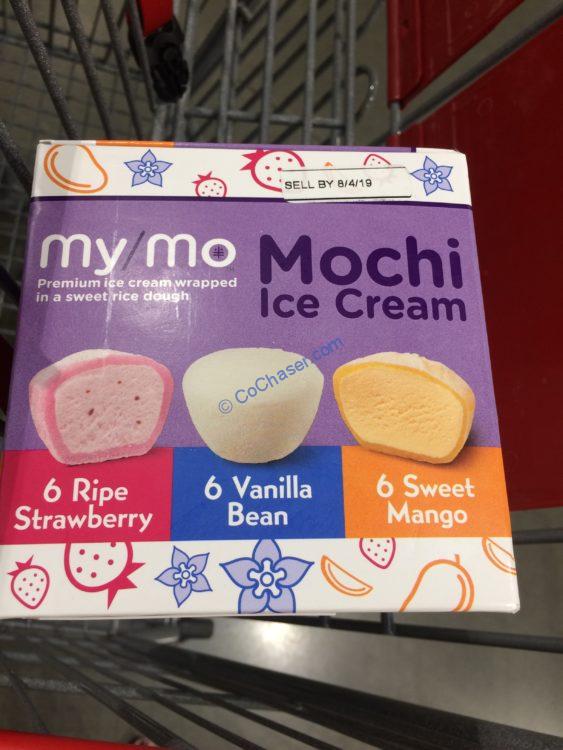 SELL BY 8/4/19
my/mo
Premium ice cream wrapped
in a sweet rice dough
Mochi
Ice Cream
© CoChaser.com
6 Ripe
Strawberry
6 Vanilla
Bean
6 Sweet
Mango